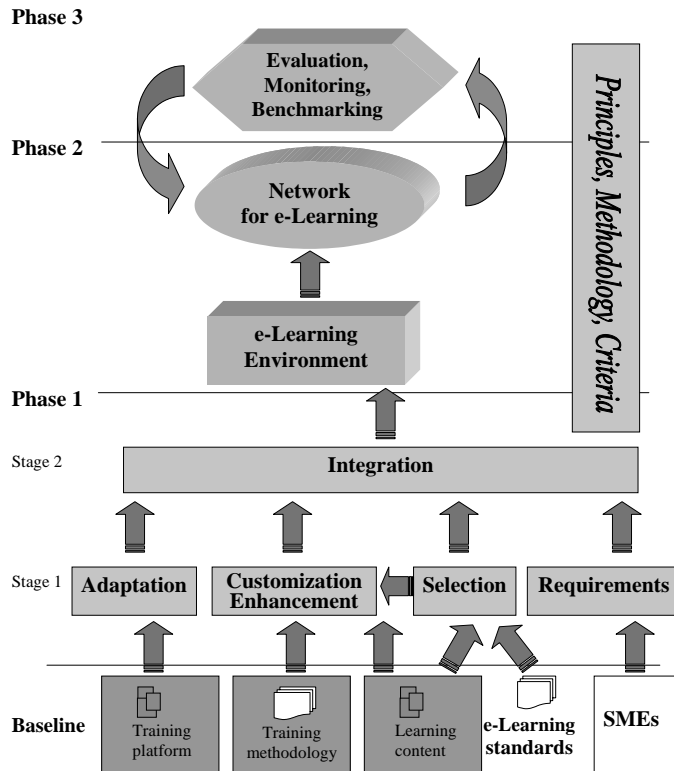 Phase 3
Evaluation,
Monitoring,
Benchmarking
Principles, Methodology, Criteria
Phase 2
Network
for e-Learning
e-Learning
Environment
Phase 1
Stage 2
Integration
Stage 1
Adaptation
Customization
Enhancement
Selection
Requirements
Baseline
Training
platform
Training
methodology
Learning
content
e-Learning
standards
SMEs